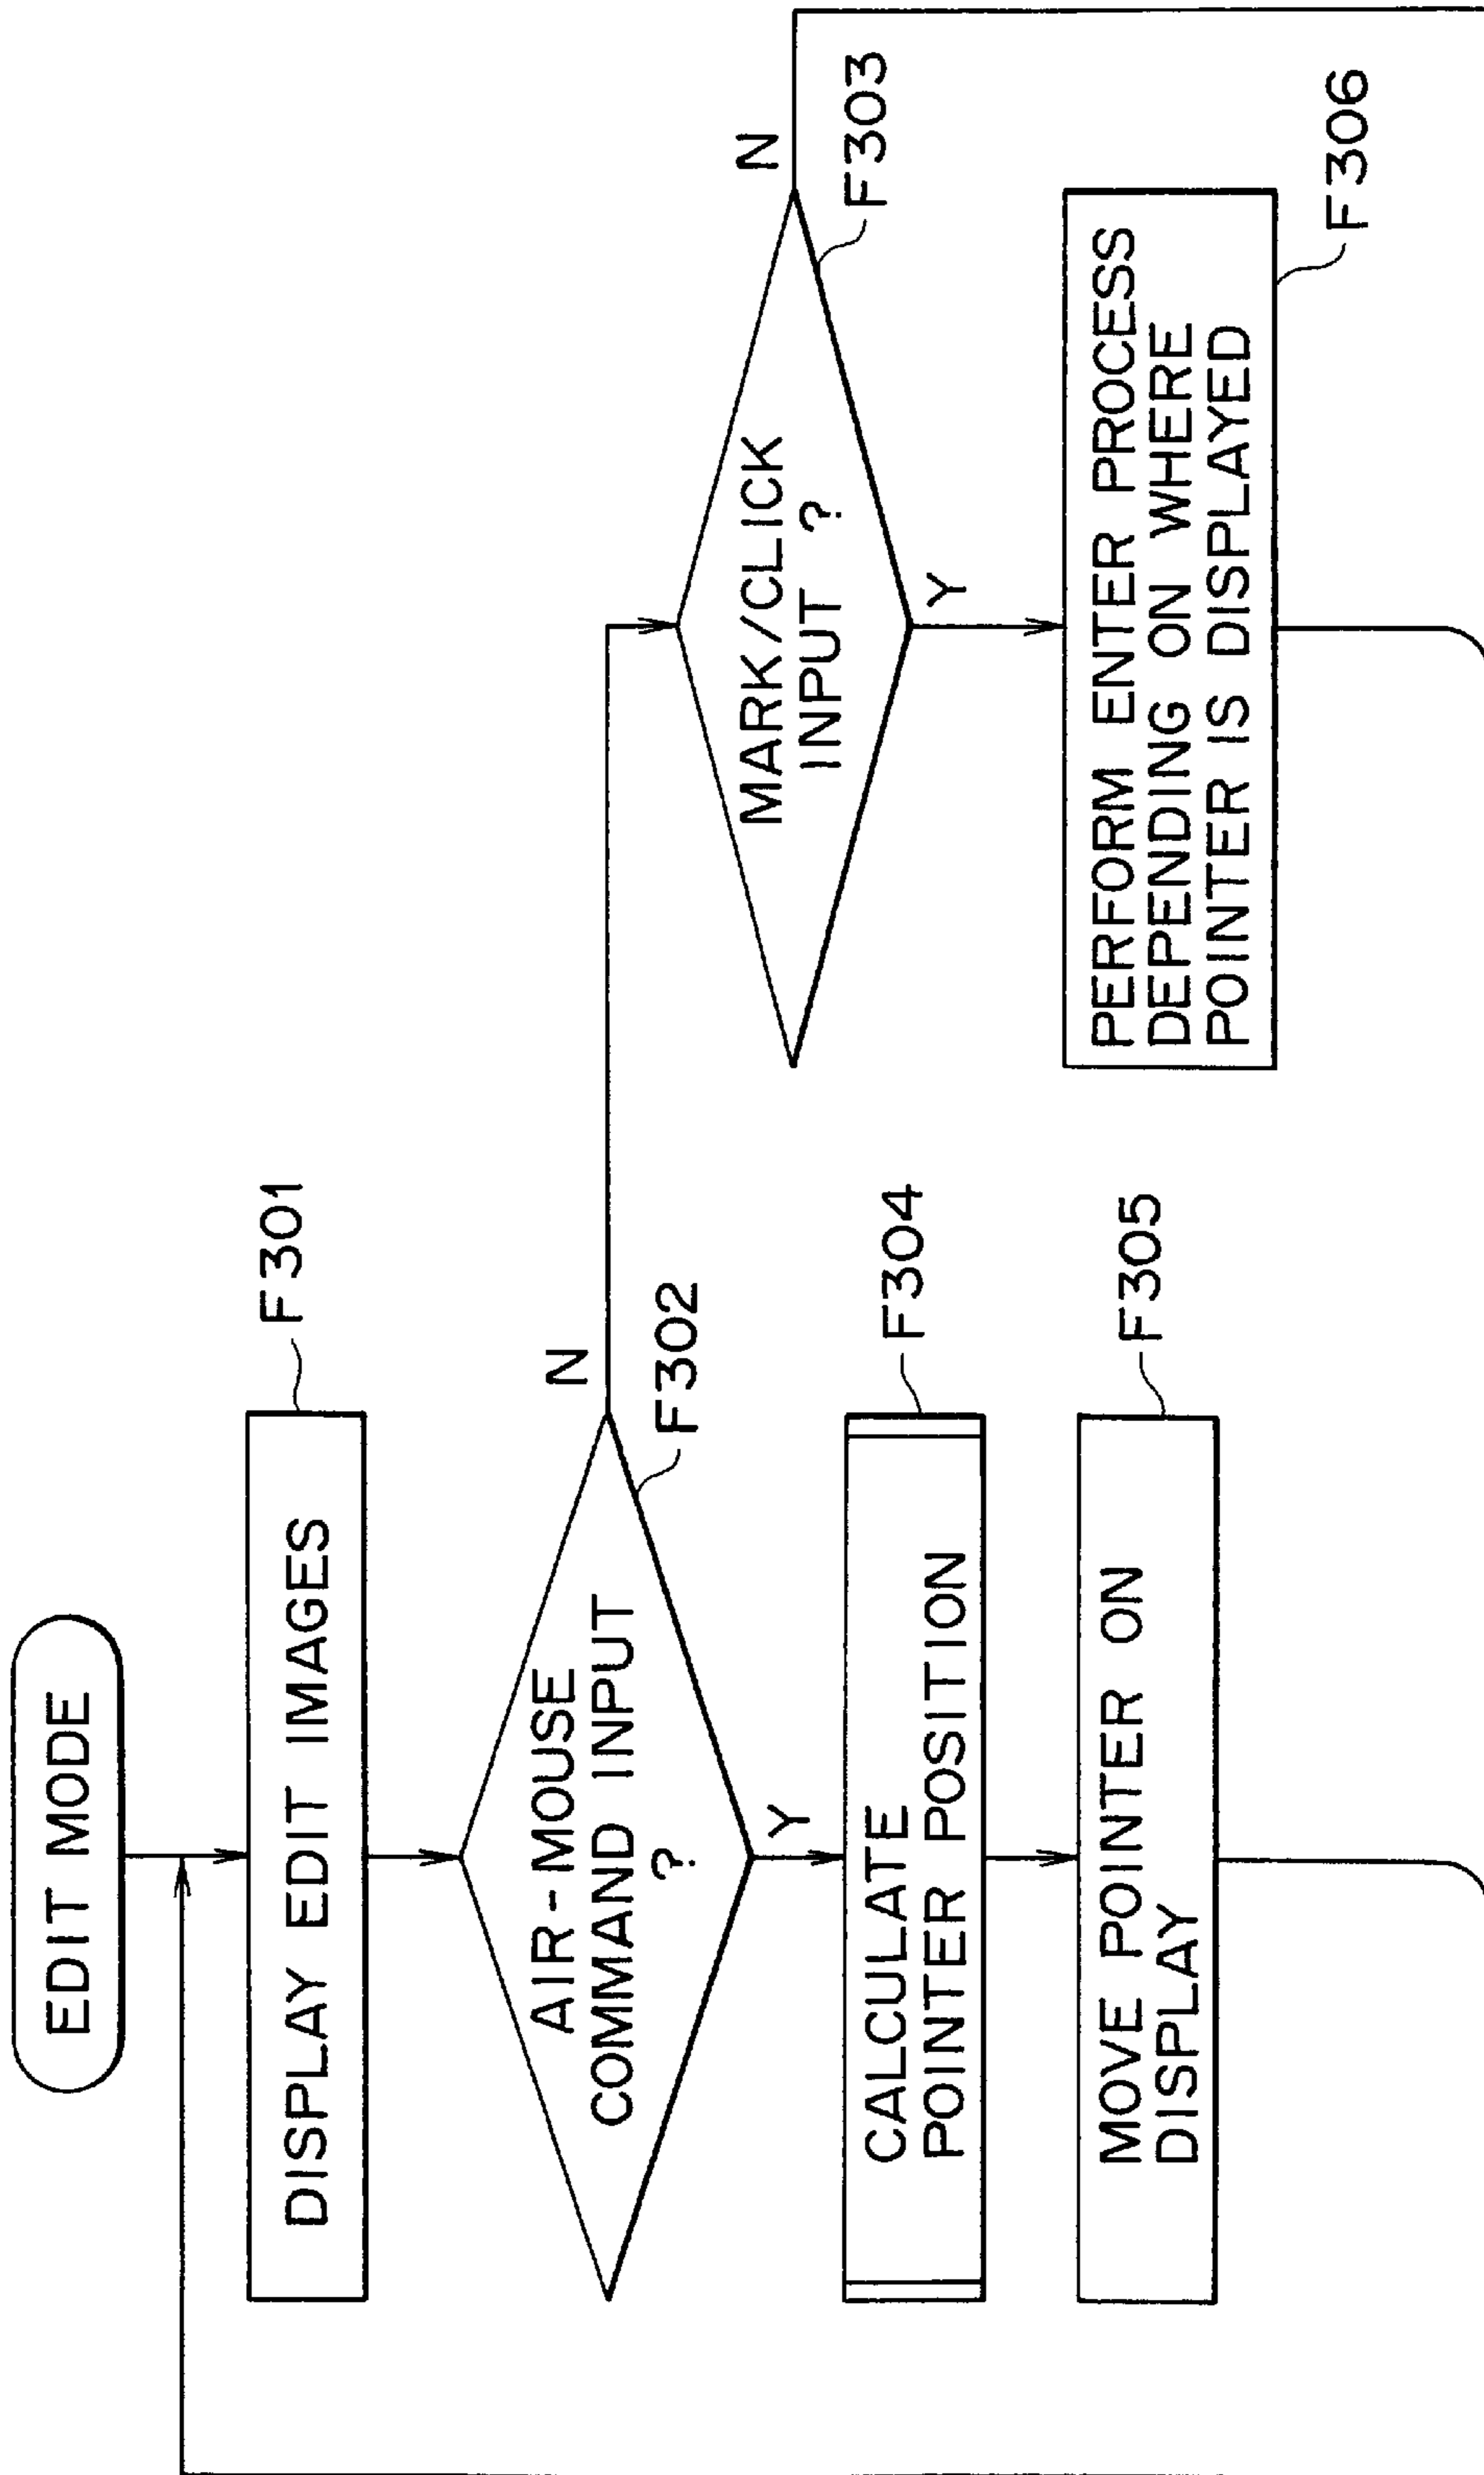 EDIT MODE
DISPLAY EDIT IMAGES
F301
AIR-MOUSE
COMMAND INPUT
?
N
F302
Y
CALCULATE
POINTER POSITION
F304
MOVE POINTER ON
DISPLAY
F305
MARK/CLICK
INPUT ?
N
F303
Y
PERFORM ENTER PROCESS
DEPENDING ON WHERE
POINTER IS DISPLAYED
F306